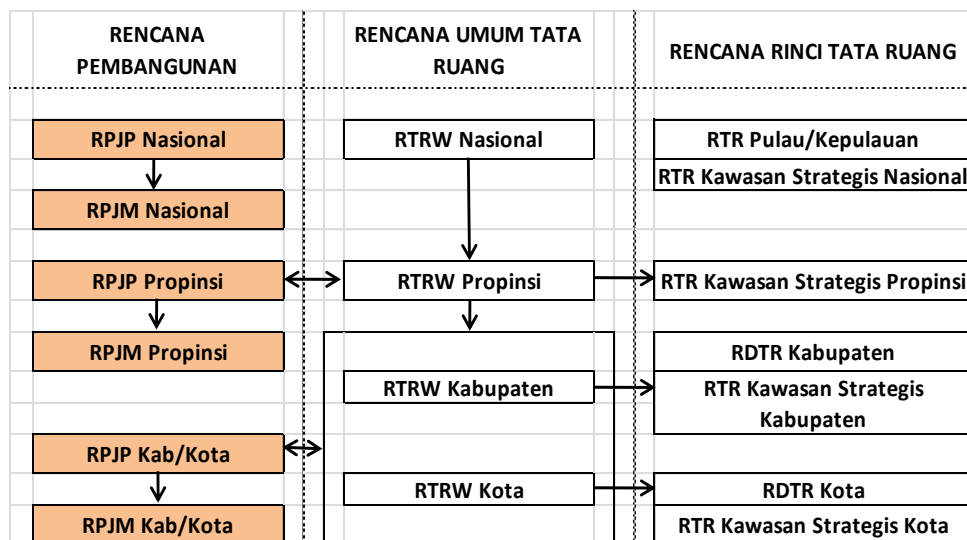 RENCANA
PEMBANGUNAN
RENCANA UMUM TATA
RUANG
RENCANA RINCI TATA RUANG
RPJP Nasional
RTRW Nasional
RTR Pulau/Kepulauan
RTR Kawasan Strategis Nasional
RPJM Nasional
RPJP Propinsi
RTRW Propinsi
RTR Kawasan Strategis Propinsi
RPJM Propinsi
RDTR Kabupaten
RTRW Kabupaten
RTR Kawasan Strategis
Kabupaten
RPJP Kab/Kota
RTRW Kota
RDTR Kota
RPJM Kab/Kota
RTR Kawasan Strategis Kota